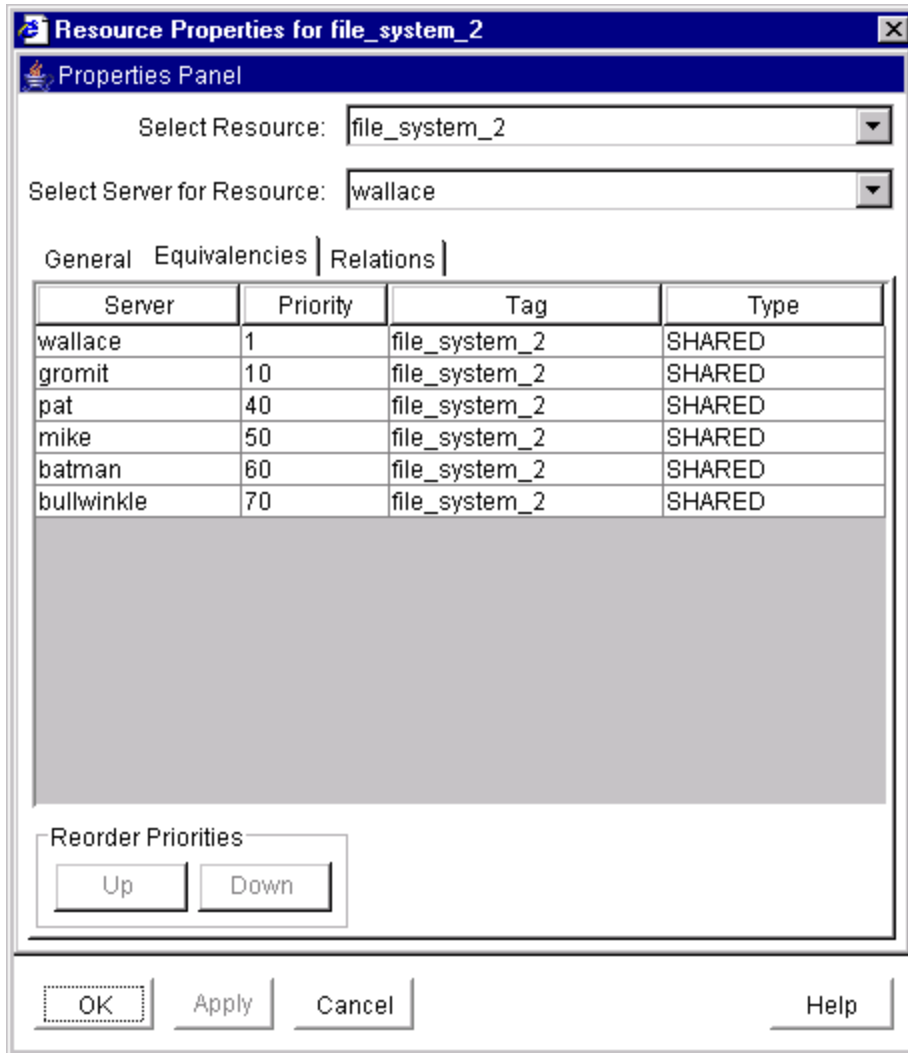 Resource Properties for file_system_2
Properties Panel
Select Resource: file_system_2
Select Server for Resource: wallace
General Equivalencies Relations
Server Priority Tag Type
wallace 1 file_system_2 SHARED
gromit 10 file_system_2 SHARED
pat 40 file_system_2 SHARED
mike 50 file_system_2 SHARED
batman 60 file_system_2 SHARED
bullwinkle 70 file_system_2 SHARED
Reorder Priorities
Up Down
OK Apply Cancel Help